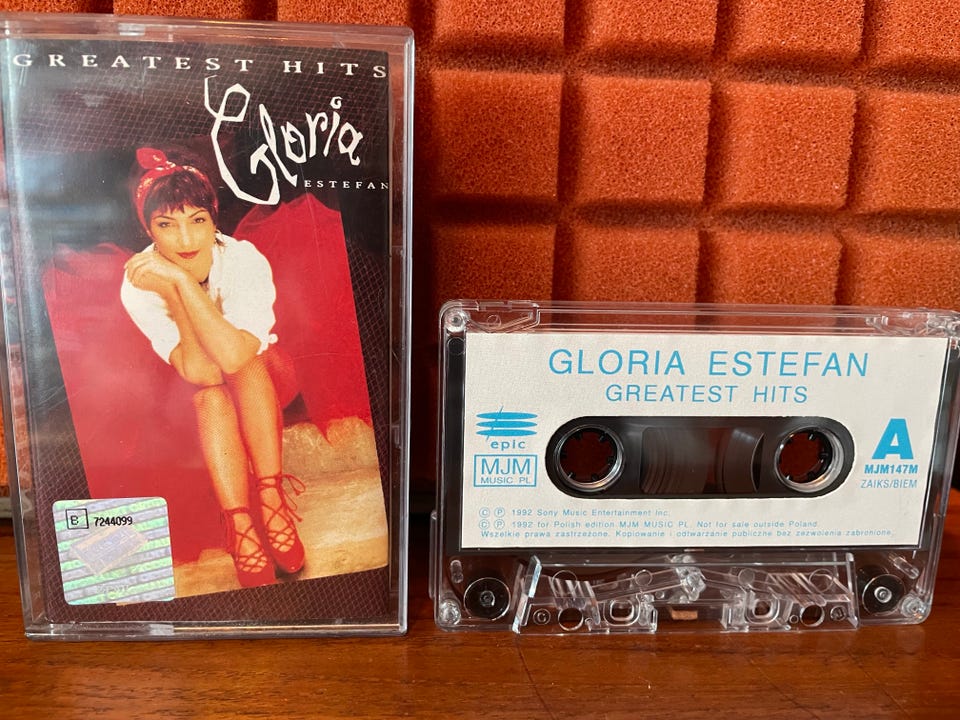 GREATEST HITS
Gloria
ESTEFAN
B 7244099
GLORIA ESTEFAN
GREATEST HITS
epic
MJM
MUSIC PL
A
MJM147M
ZAIKS/BIEM
Ⓒ Ⓟ 1992 Sony Music Entertainment Inc.
Ⓒ Ⓟ 1992 for Polish edition MJM MUSIC PL. Not for sale outside Poland.
Wszelkie prawa zastrzeżone. Kopiowanie i odtwarzanie publiczne bez zezwolenia zabronione.